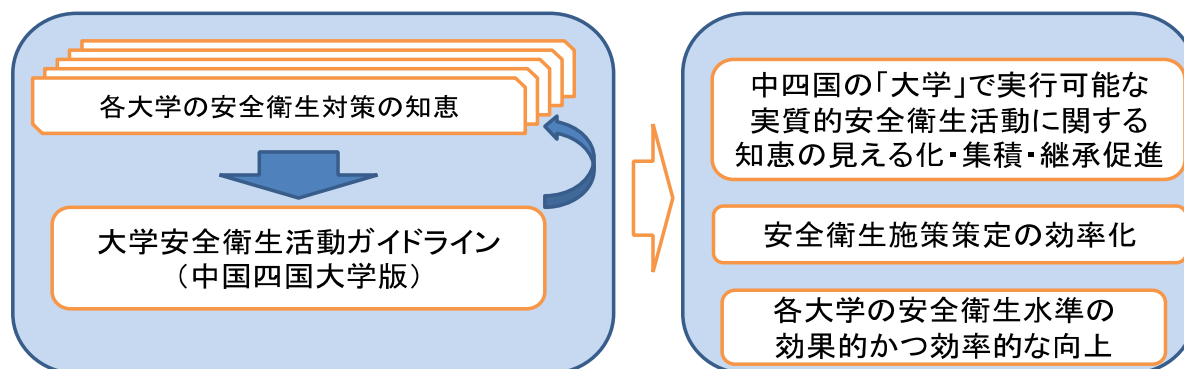 各大学の安全衛生対策の知恵
大学安全衛生活動ガイドライン
（中国四国大学版）
中四国の「大学」で実行可能な
実質的安全衛生活動に関する
知恵の見える化・集積・継承促進
安全衛生施策策定の効率化
各大学の安全衛生水準の
効果的かつ効率的な向上